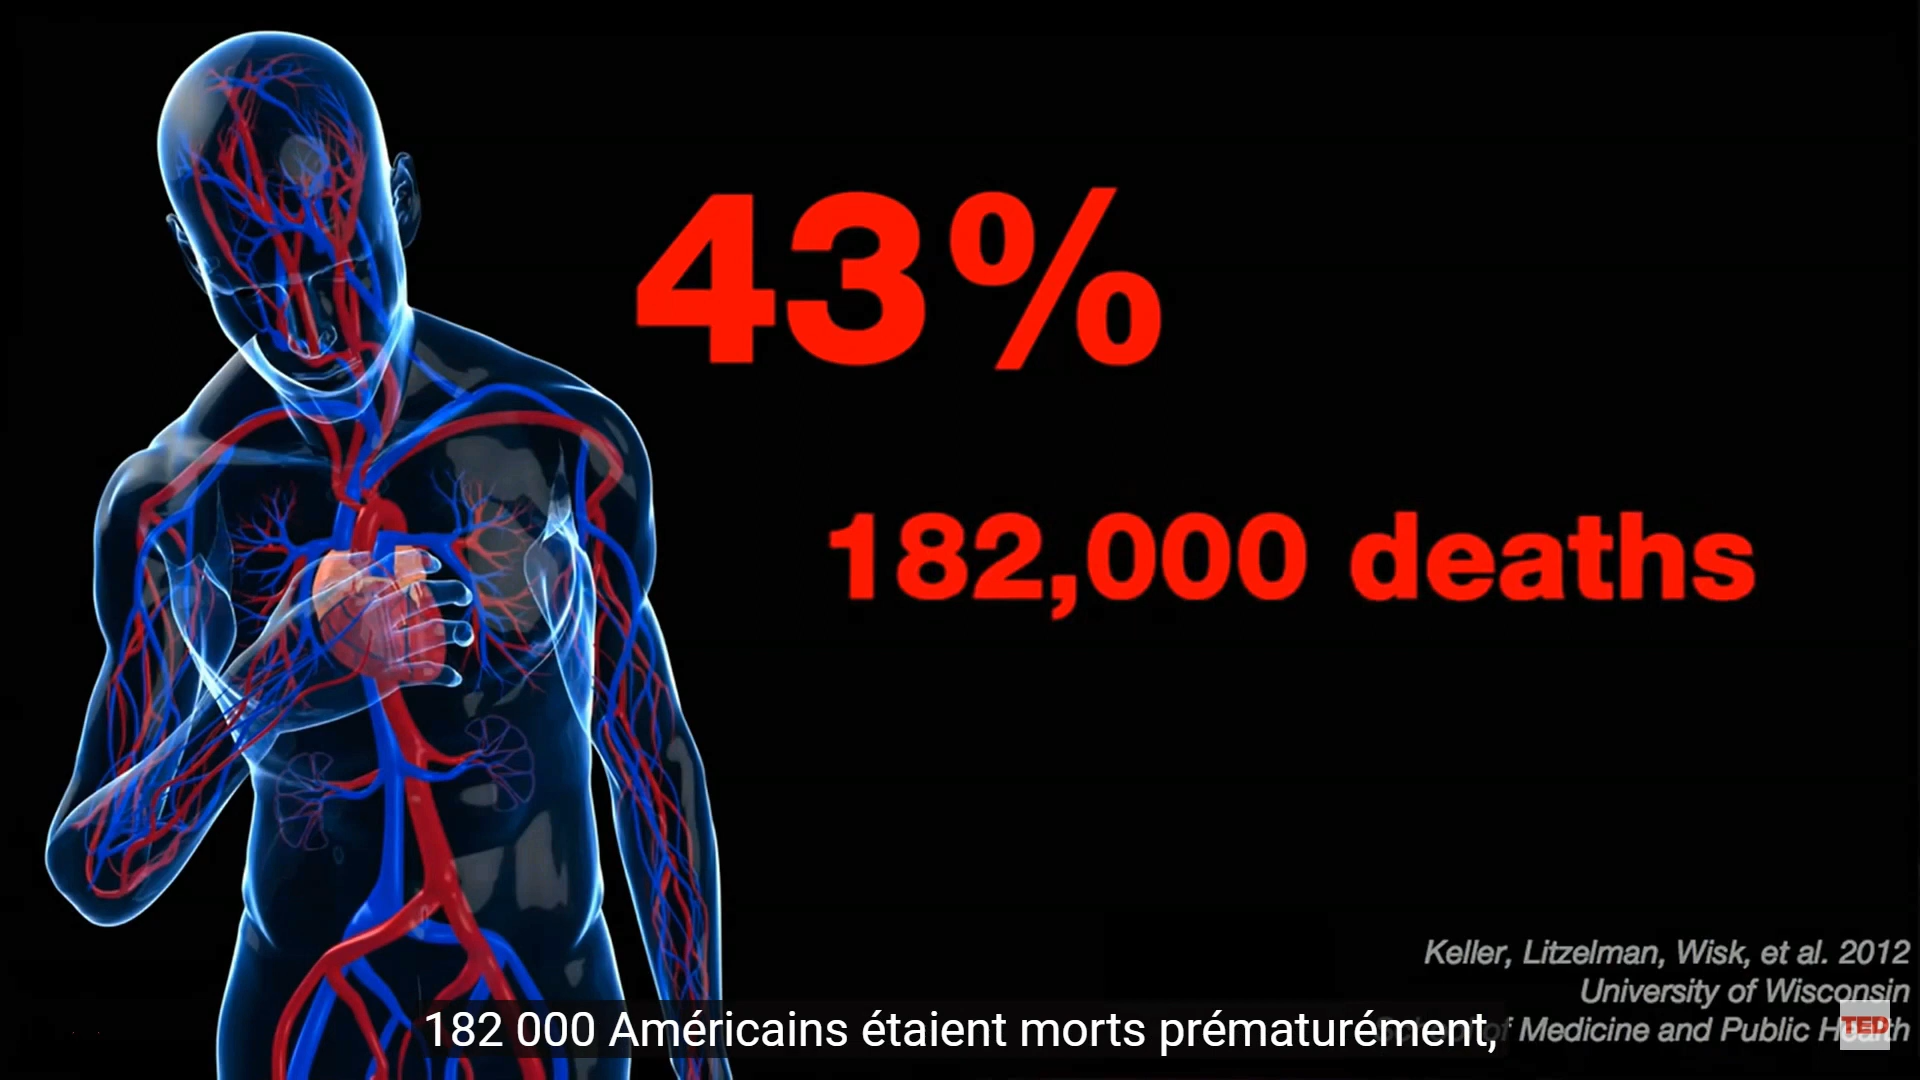 43%
182,000 deaths
Keller, Litzelman, Wisk, et al. 2012
University of Wisconsin
Medicine and Public Health
182 000 Américains étaient morts prématurément,
TED